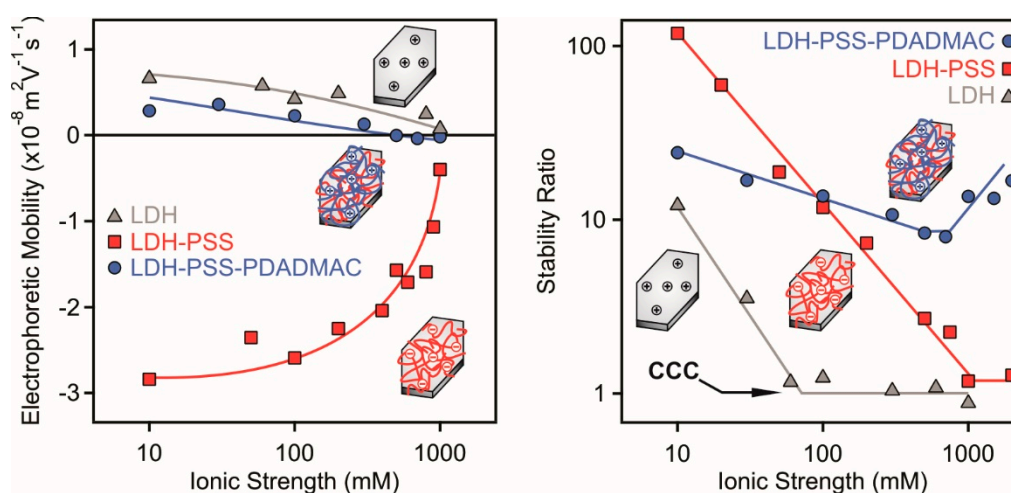 Electrophoretic Mobility (x10⁻⁸ m² V⁻¹ s⁻¹)
1
0
-1
-2
-3
LDH
LDH-PSS
LDH-PSS-PDADMAC
10
100
1000
Ionic Strength (mM)
Stability Ratio
100
10
1
LDH-PSS-PDADMAC
LDH-PSS
LDH
CCC
10
100
1000
Ionic Strength (mM)